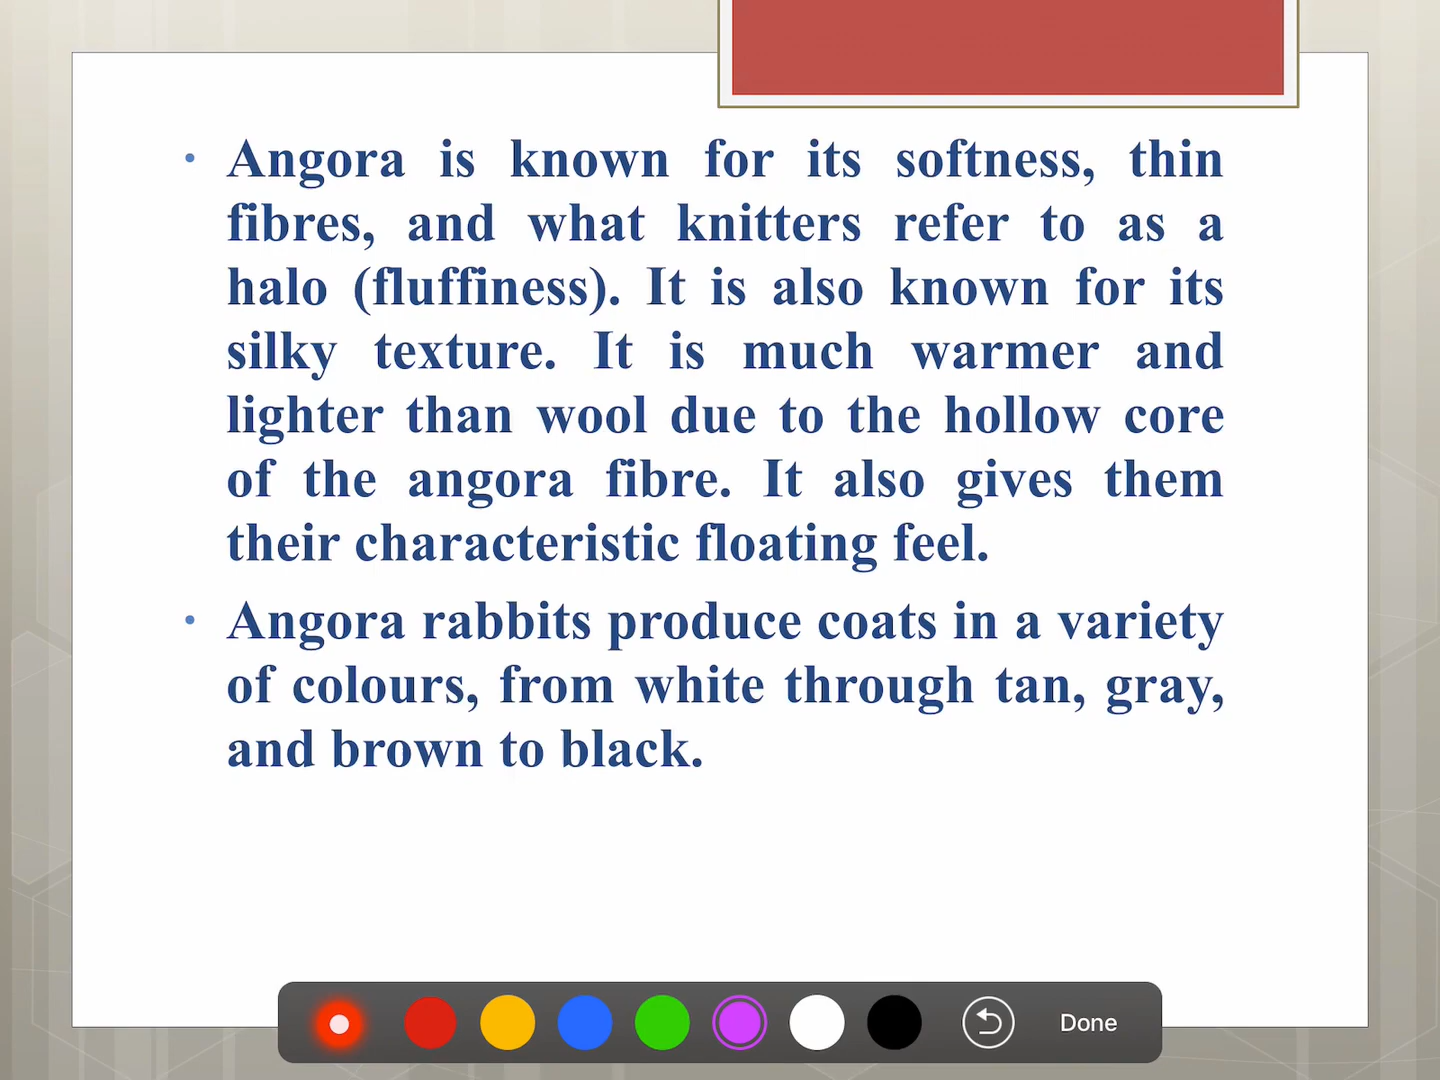 • Angora is known for its softness, thin
fibres, and what knitters refer to as a
halo (fluffiness). It is also known for its
silky texture. It is much warmer and
lighter than wool due to the hollow core
of the angora fibre. It also gives them
their characteristic floating feel.
• Angora rabbits produce coats in a variety
of colours, from white through tan, gray,
and brown to black.
Done